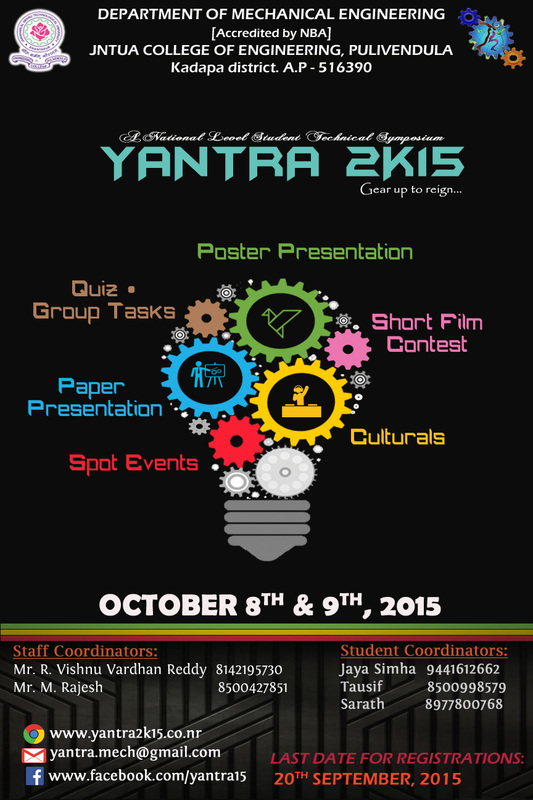 DEPARTMENT OF MECHANICAL ENGINEERING
[Accredited by NBA]
JNTUA COLLEGE OF ENGINEERING, PULIVENDULA
Kadapa district. A.P - 516390
A National Level Student Technical Symposium
YANTRA 2K15
Gear up to reign...
Poster Presentation
Quiz •
Group Tasks
Short Film
Contest
Paper
Presentation
Culturals
Spot Events
OCTOBER 8TH & 9TH, 2015
Staff Coordinators:
Mr. R. Vishnu Vardhan Reddy 8142195730
Mr. M. Rajesh 8500427851
Student Coordinators:
Jaya Simha 9441612662
Tausif 8500998579
Sarath 8977800768
www.yantra2k15.co.nr
yantra.mech@gmail.com
www.facebook.com/yantra15
LAST DATE FOR REGISTRATIONS:
20TH SEPTEMBER, 2015